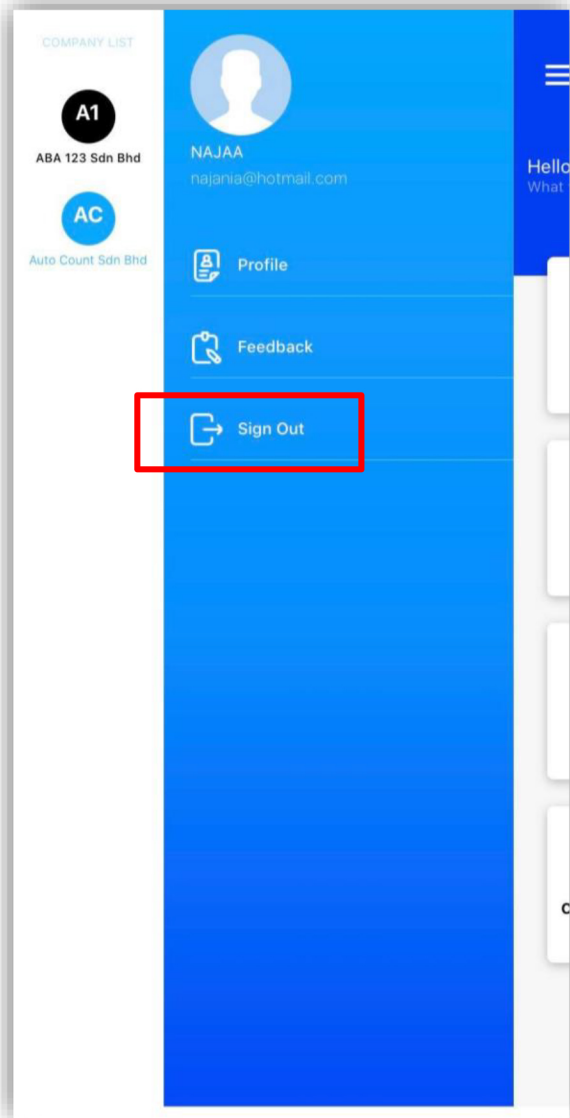 COMPANY LIST
A1
ABA 123 Sdn Bhd
AC
Auto Count Sdn Bhd
NAJAA
najania@hotmail.com
Profile
Feedback
Sign Out
Hello
What